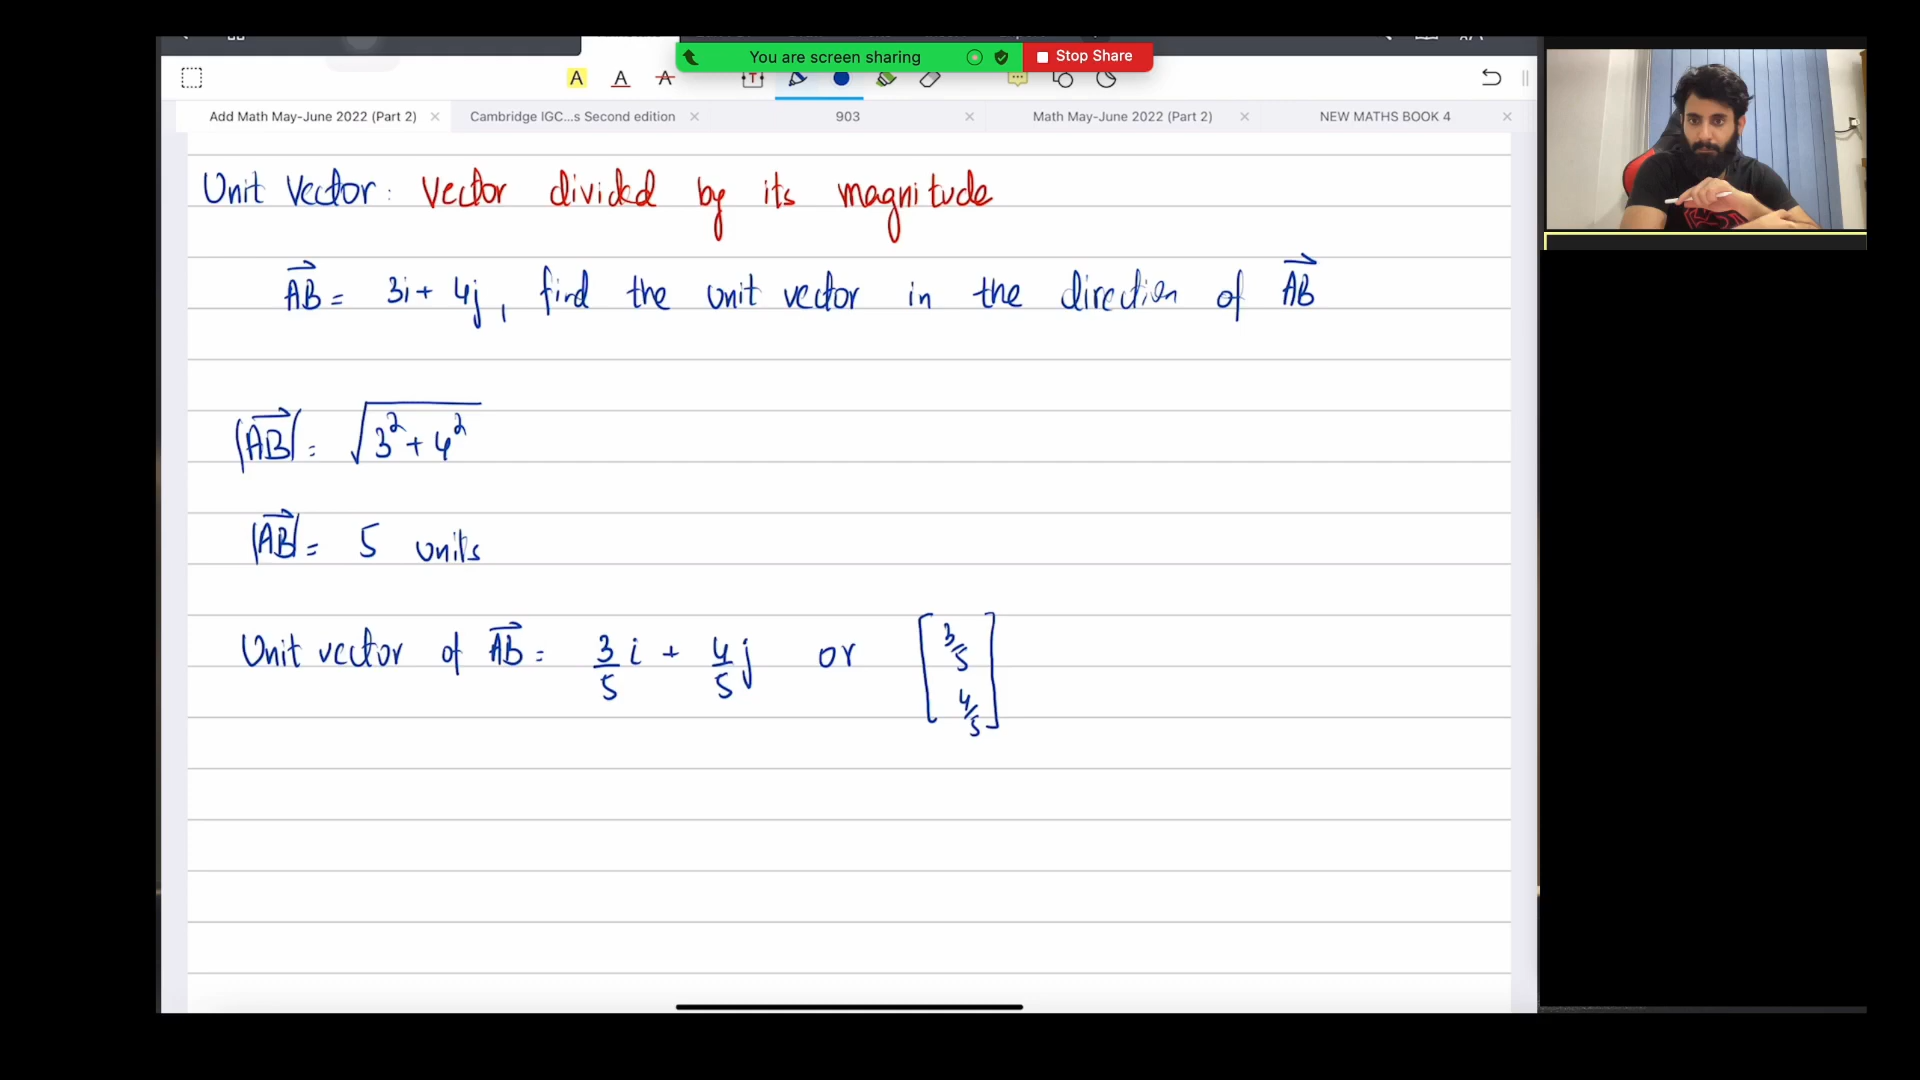 You are screen sharing Stop Share
A A A T
Add Math May-June 2022 (Part 2) Cambridge IGC...s Second edition 903 Math May-June 2022 (Part 2) NEW MATHS BOOK 4
Unit Vector: Vector divided by its magnitude
AB⃗ = 3i + 4j, find the unit vector in the direction of AB⃗
|AB⃗| = √(3² + 4²)
|AB⃗| = 5 units
Unit vector of AB⃗ = 3/5 i + 4/5 j or [3/5 4/5]